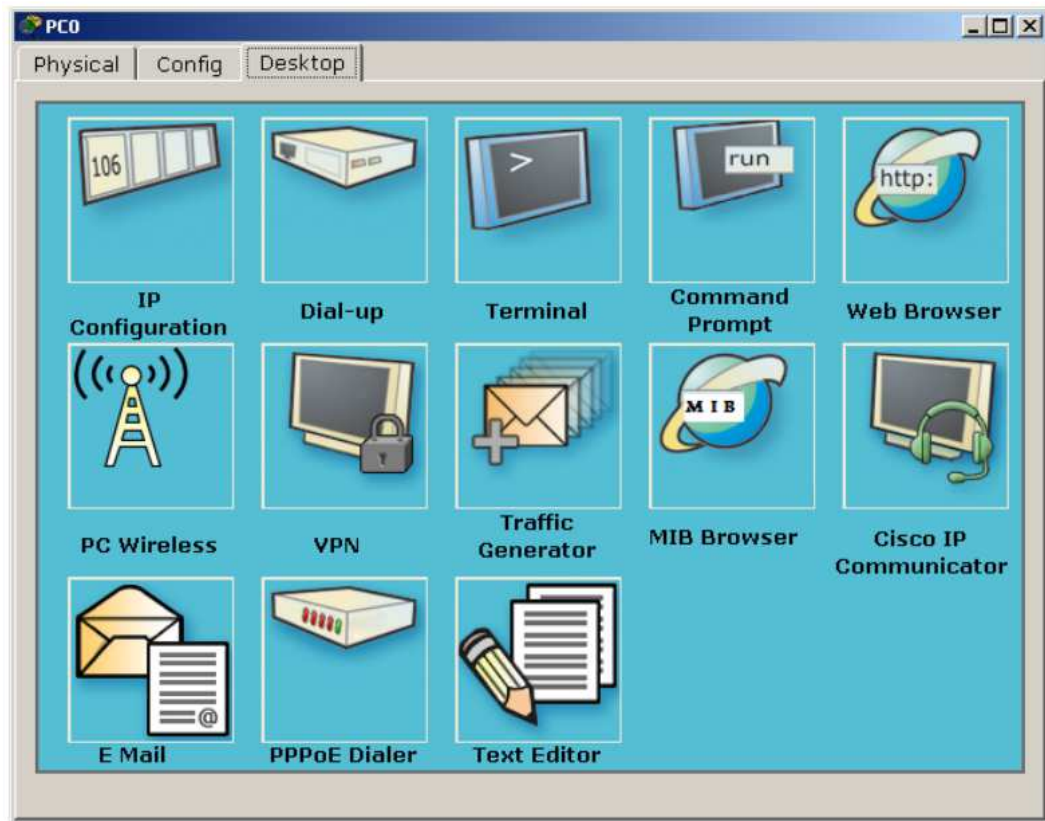 PC0
Physical
Config
Desktop
106
>
run
http:
IP
Configuration
Dial-up
Terminal
Command
Prompt
Web Browser
MIB
PC Wireless
VPN
Traffic
Generator
MIB Browser
Cisco IP
Communicator
@
E Mail
PPPoE Dialer
Text Editor